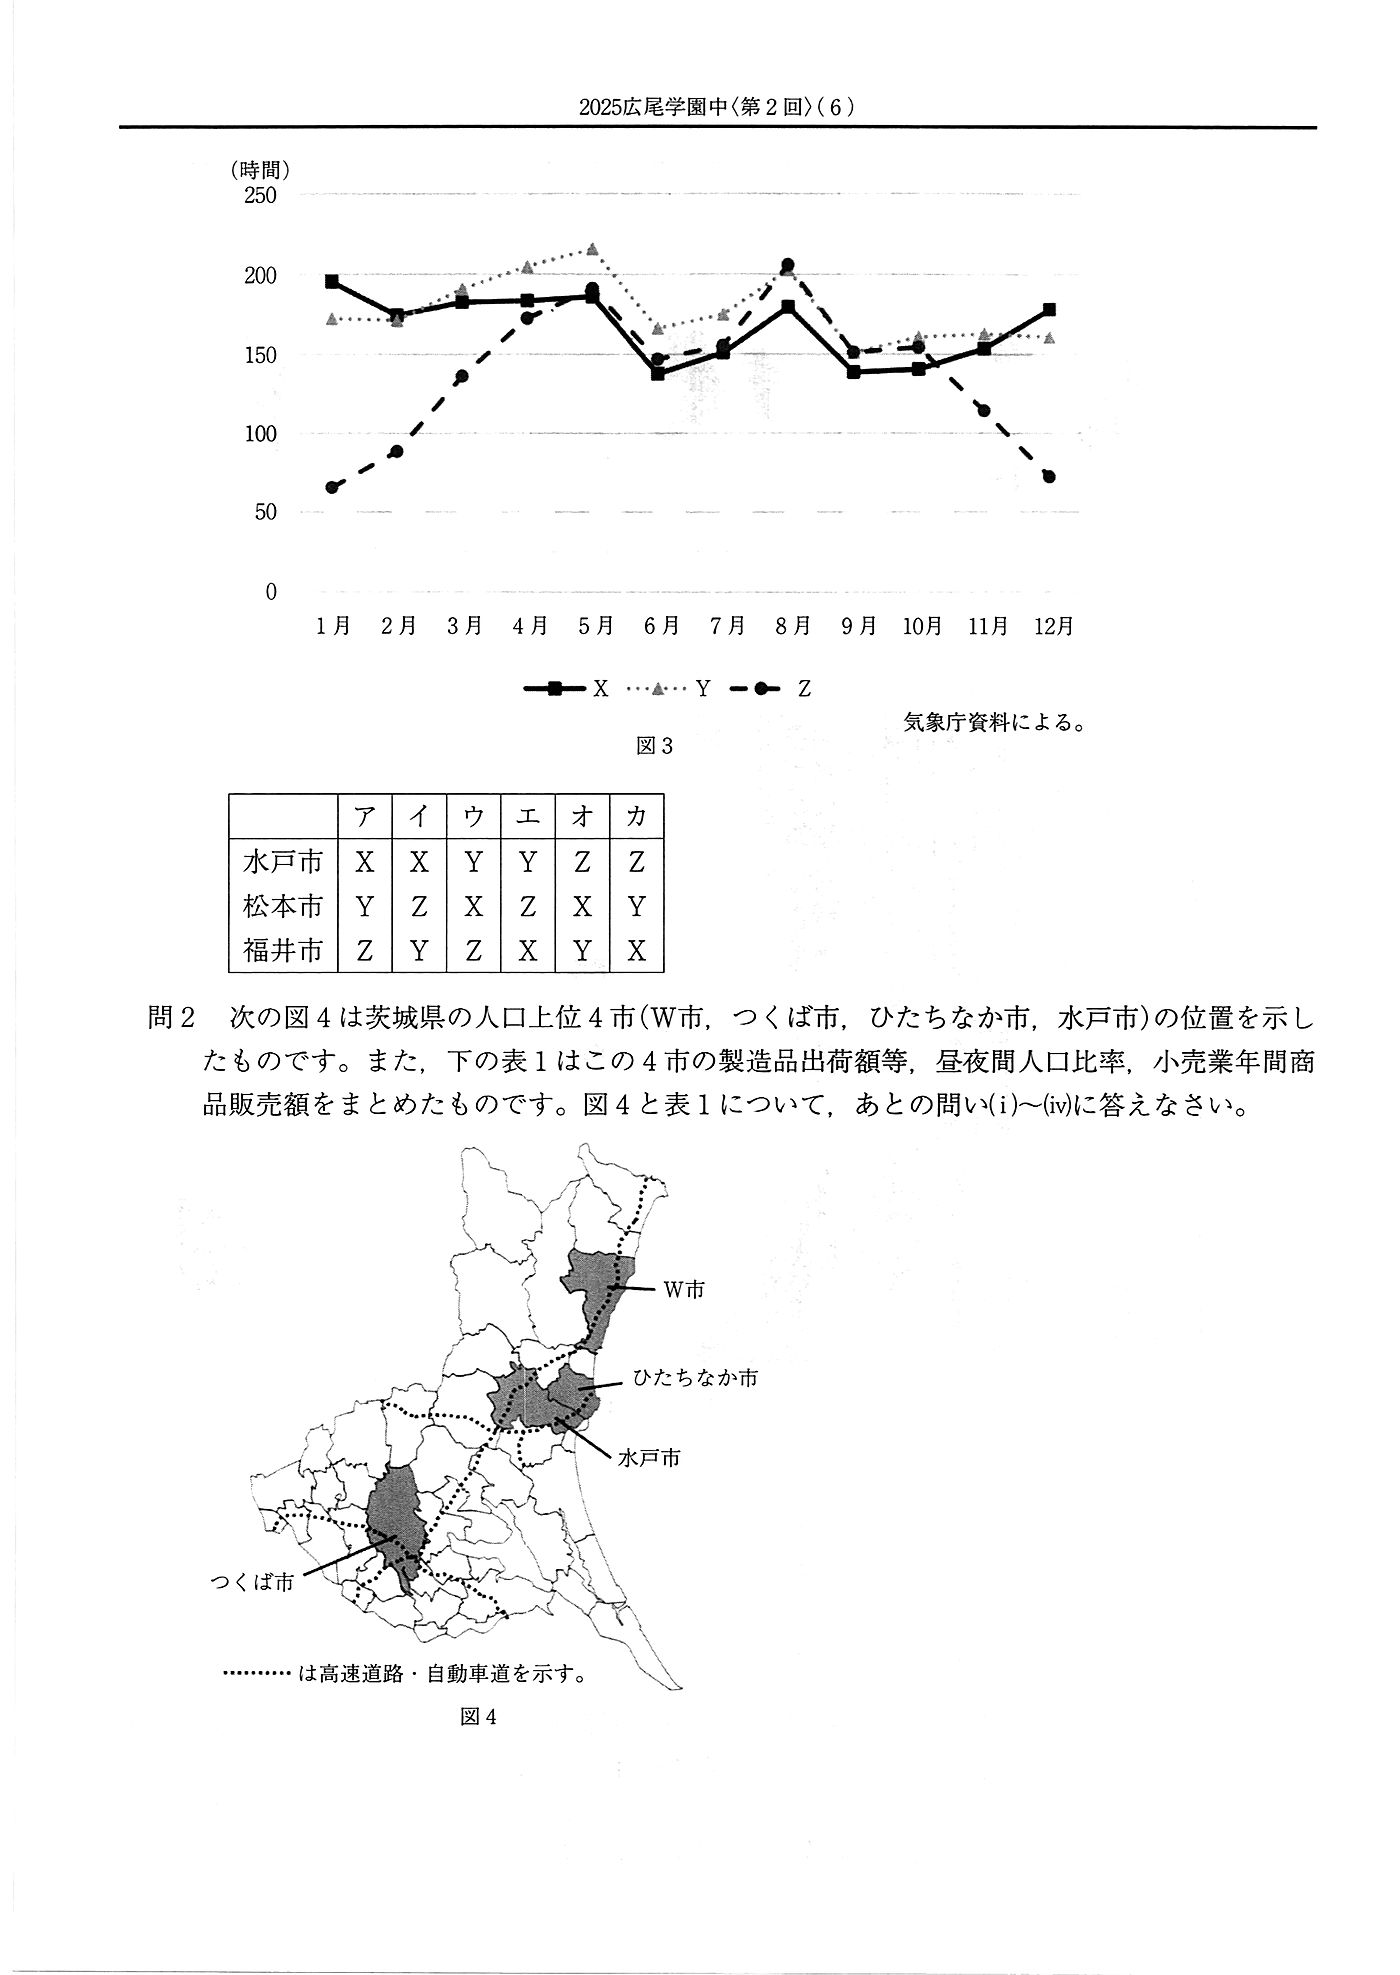 2025広尾学園中〈第2回〉(6)
(時間)
250
200
150
100
50
0
1月 2月 3月 4月 5月 6月 7月 8月 9月 10月 11月 12月
X Y Z
気象庁資料による。
図3
ア イ ウ エ オ カ
水戸市 X X Y Y Z Z
松本市 Y Z X Z X Y
福井市 Z Y Z X Y X
問2 次の図4は茨城県の人口上位4市(W市，つくば市，ひたちなか市，水戸市)の位置を示し
たものです。また，下の表1はこの4市の製造品出荷額等，昼夜間人口比率，小売業年間商
品販売額をまとめたものです。図4と表1について，あとの問い(ⅰ)～(ⅳ)に答えなさい。
W市
ひたちなか市
水戸市
つくば市
は高速道路・自動車道を示す。
図4